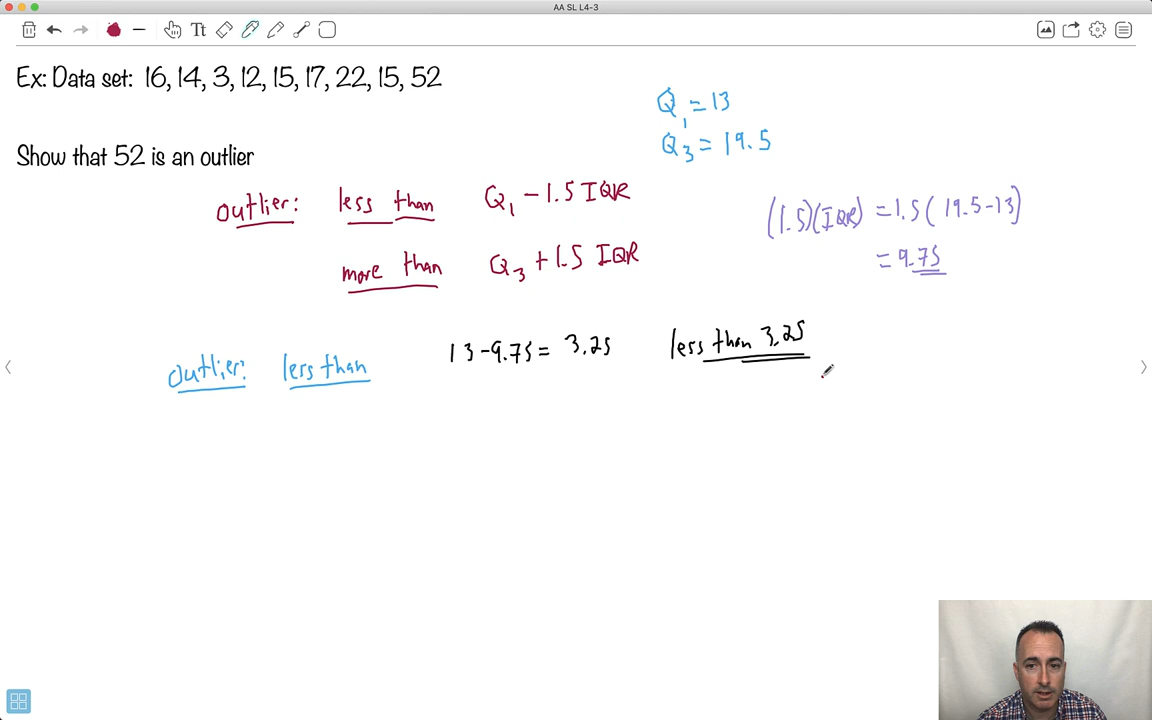 AA SL L4-3
Tt
Ex: Data set: 16, 14, 3, 12, 15, 17, 22, 15, 52
Q1 = 13
Q3 = 19.5
Show that 52 is an outlier
outlier: less than Q1 - 1.5 IQR
(1.5)(IQR) = 1.5(19.5-13)
more than Q3 + 1.5 IQR
= 9.75
outlier: less than 13-9.75 = 3.25 less than 3.25